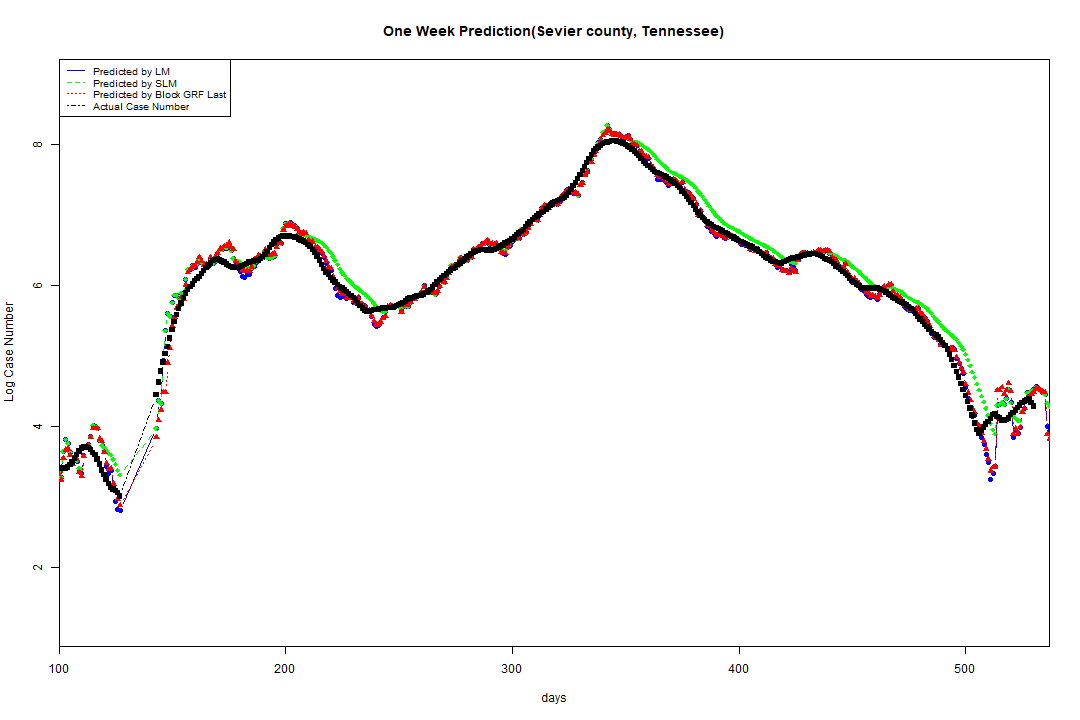 One Week Prediction(Sevier county, Tennessee)
Predicted by LM
Predicted by SLM
Predicted by Block GRF Last
Actual Case Number
8
6
4
2
Log Case Number
100 200 300 400 500
days